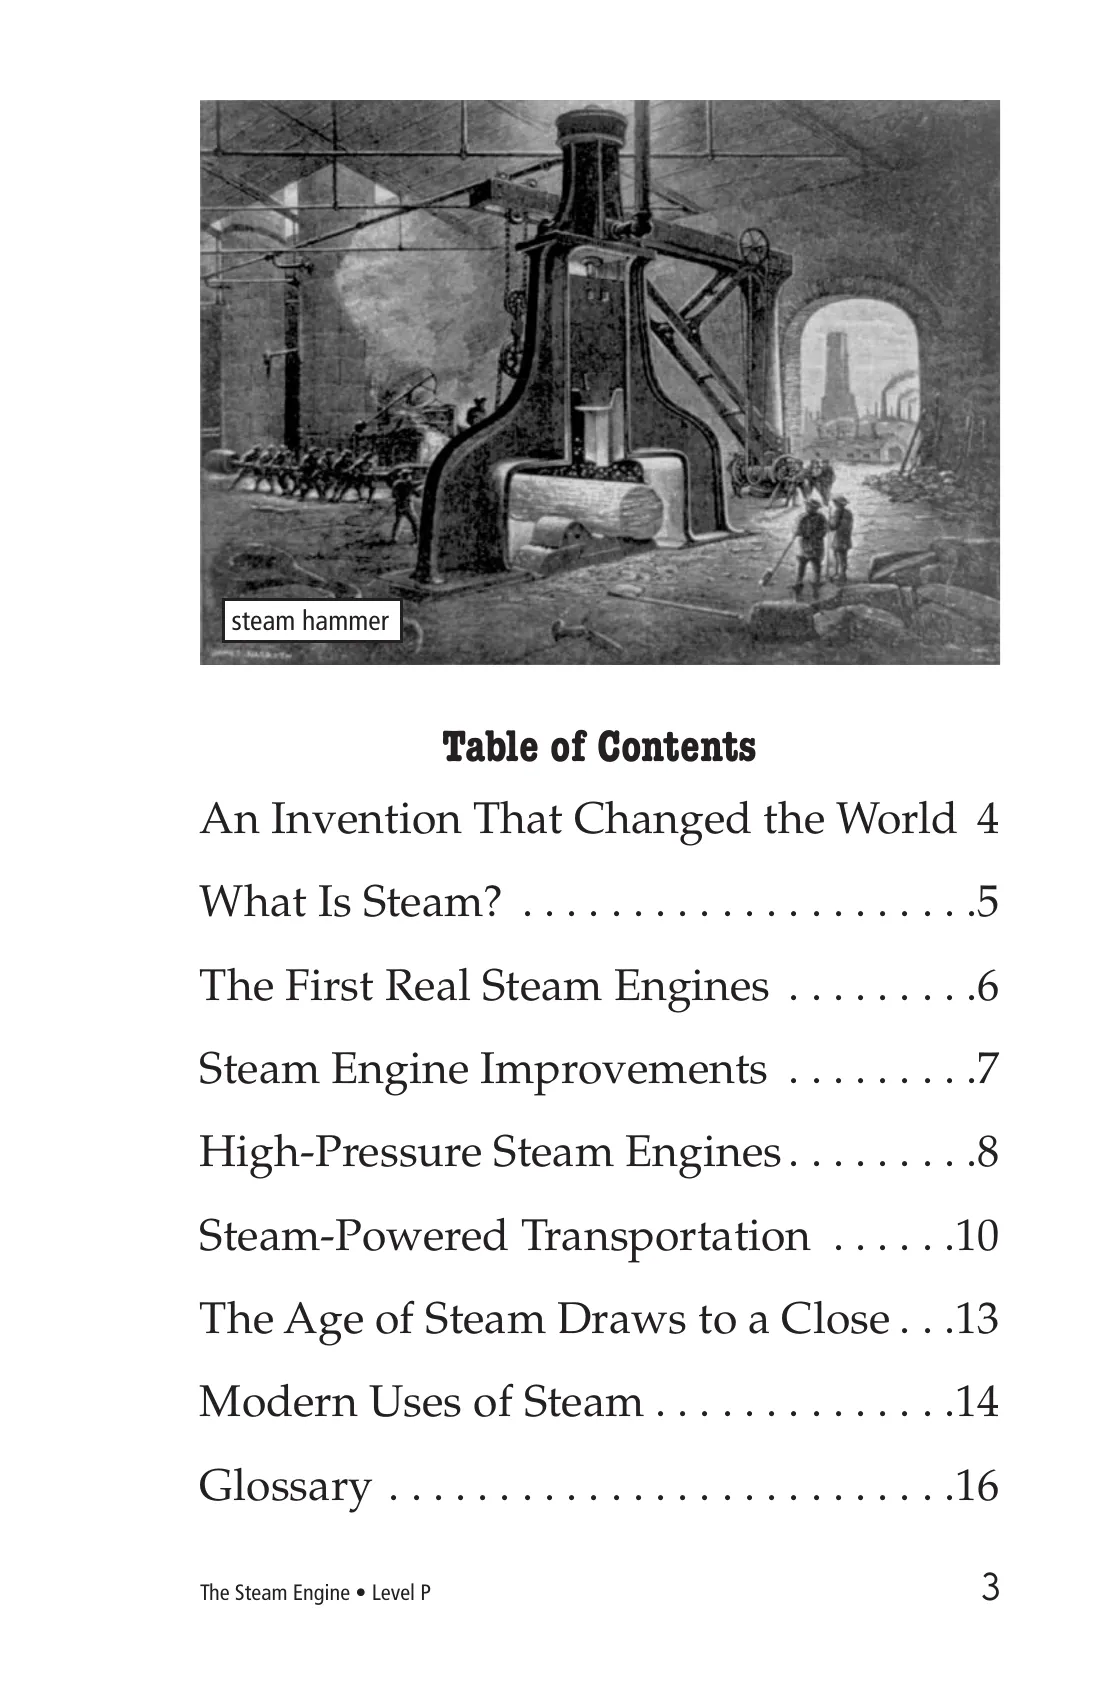 steam hammer
Table of Contents
An Invention That Changed the World 4
What Is Steam? . . . . . . . . . . . . . . . . . . . . .5
The First Real Steam Engines . . . . . . . . .6
Steam Engine Improvements . . . . . . . . .7
High-Pressure Steam Engines . . . . . . . . .8
Steam-Powered Transportation . . . . . .10
The Age of Steam Draws to a Close . . .13
Modern Uses of Steam . . . . . . . . . . . . . .14
Glossary . . . . . . . . . . . . . . . . . . . . . . . . . .16
The Steam Engine • Level P 3